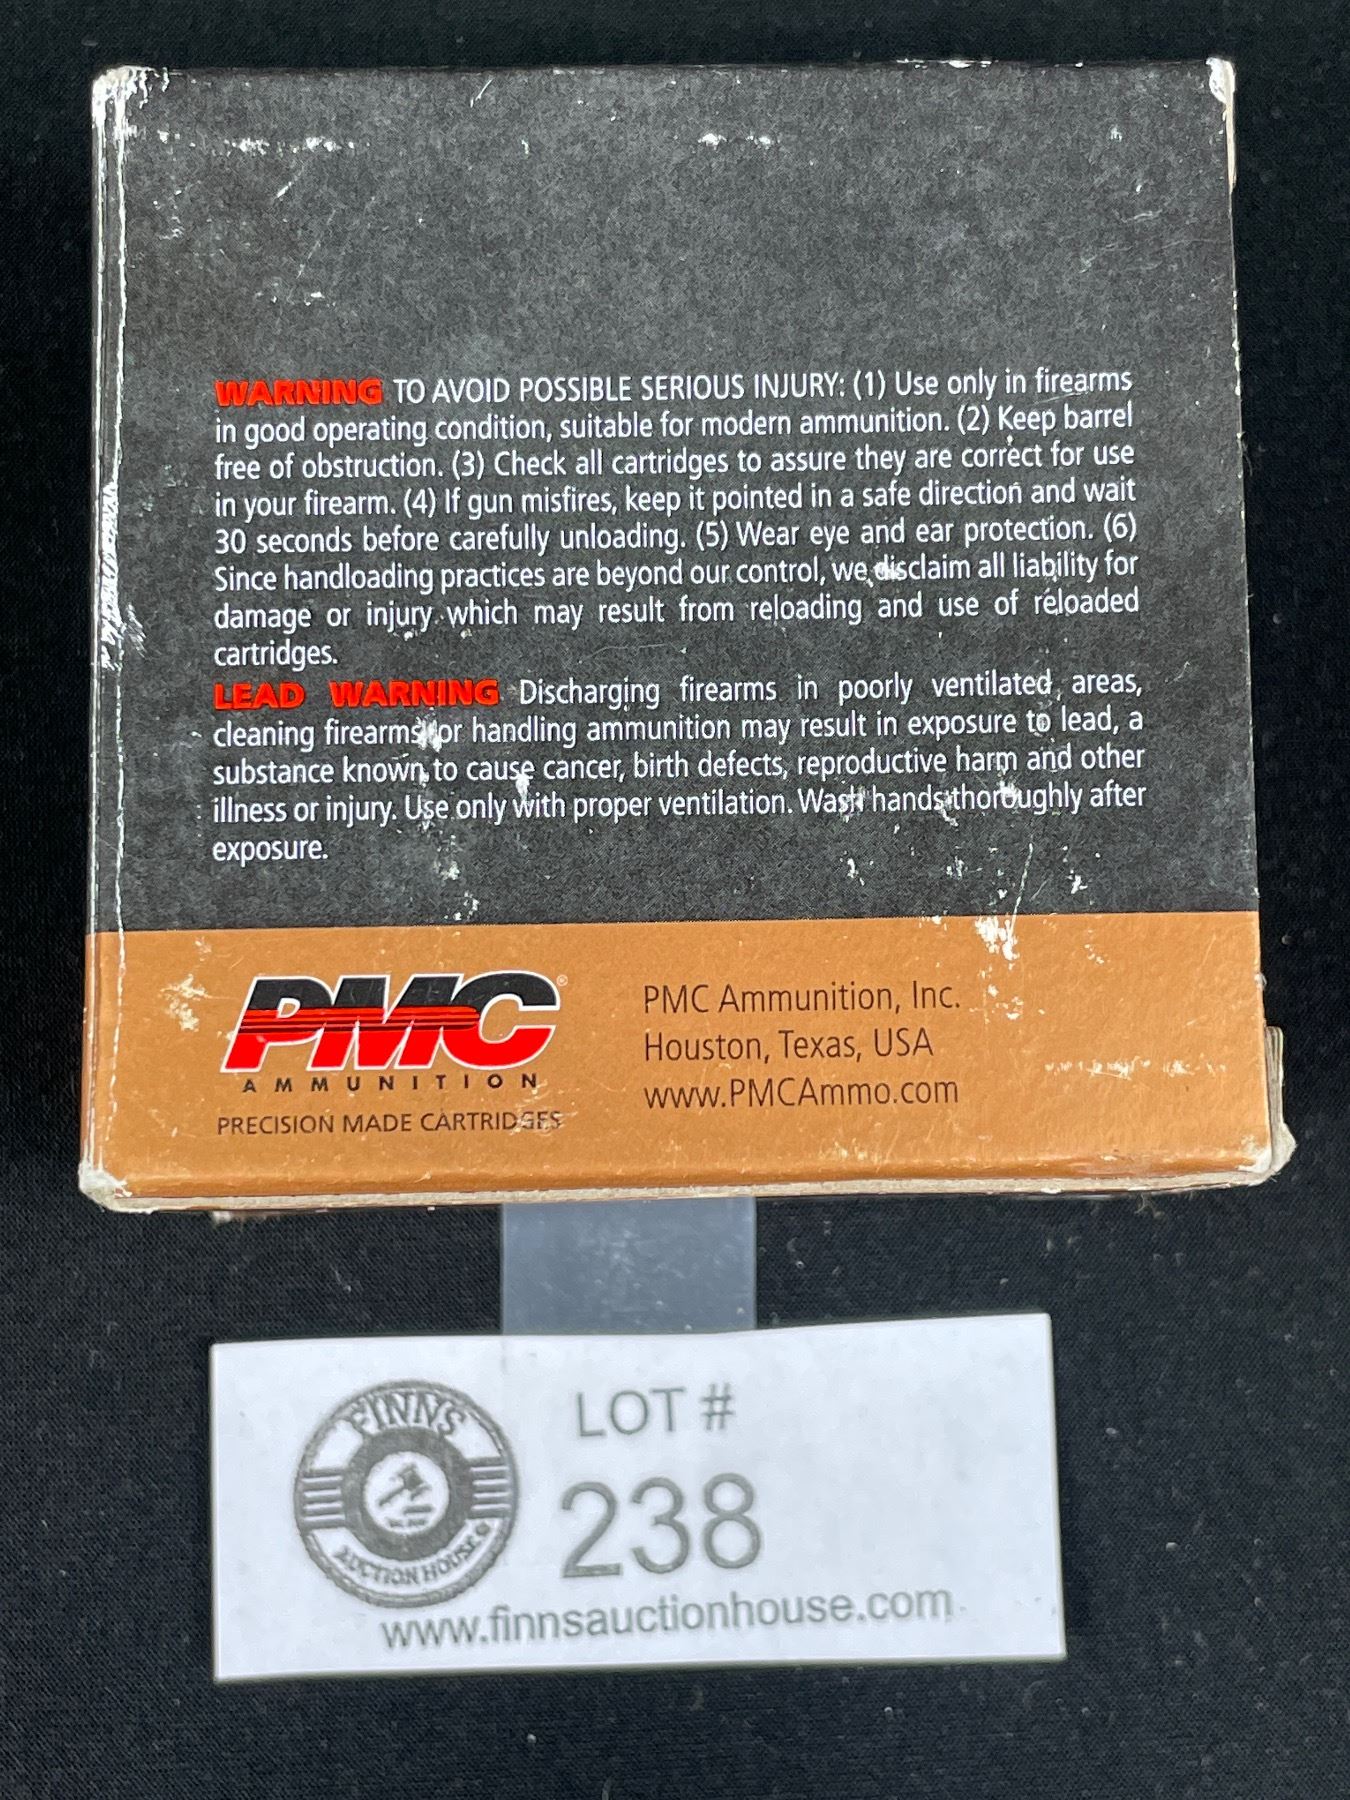 WARNING TO AVOID POSSIBLE SERIOUS INJURY: (1) Use only in firearms
in good operating condition, suitable for modern ammunition. (2) Keep barrel
free of obstruction. (3) Check all cartridges to assure they are correct for use
in your firearm. (4) If gun misfires, keep it pointed in a safe direction and wait
30 seconds before carefully unloading. (5) Wear eye and ear protection. (6)
Since handloading practices are beyond our control, we disclaim all liability for
damage or injury which may result from reloading and use of reloaded
cartridges.
LEAD WARNING Discharging firearms in poorly ventilated areas,
cleaning firearms or handling ammunition may result in exposure to lead, a
substance known to cause cancer, birth defects, reproductive harm and other
illness or injury. Use only with proper ventilation. Wash hands thoroughly after
exposure.
PMC®
AMMUNITION
PRECISION MADE CARTRIDGES
PMC Ammunition, Inc.
Houston, Texas, USA
www.PMCAmmo.com
FINNS
AUCTION HOUSE
LOT #
238
www.finnsauctionhouse.com